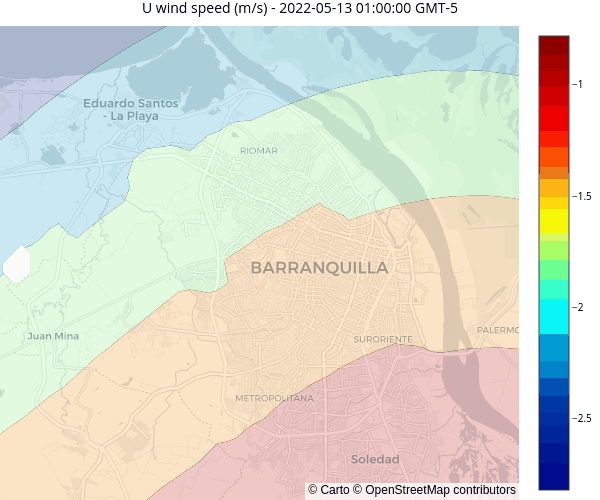 U wind speed (m/s) - 2022-05-13 01:00:00 GMT-5
Eduardo Santos
- La Playa
RIOMAR
BARRANQUILLA
Juan Mina
SURORIENTE
PALERMO
METROPOLITANA
Soledad
−1
−1.5
−2
−2.5
© Carto © OpenStreetMap contributors